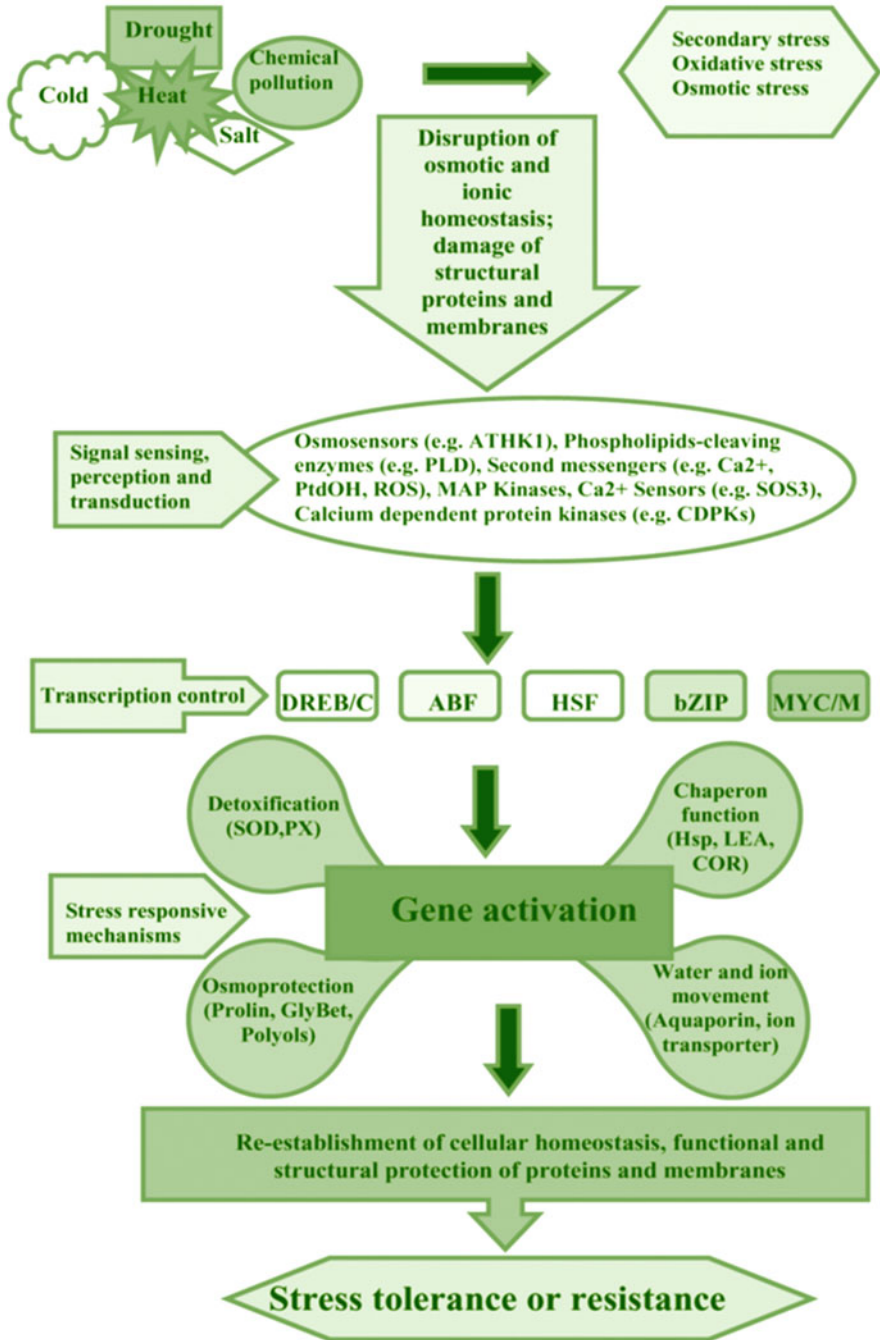 Drought
Cold
Heat
Chemical
pollution
Salt
Secondary stress
Oxidative stress
Osmotic stress
Disruption of
osmotic and
ionic
homeostasis;
damage of
structural
proteins and
membranes
Signal sensing,
perception and
transduction
Osmosensors (e.g. ATHK1), Phospholipids-cleaving
enzymes (e.g. PLD), Second messengers (e.g. Ca2+,
PtdOH, ROS), MAP Kinases, Ca2+ Sensors (e.g. SOS3),
Calcium dependent protein kinases (e.g. CDPKs)
Transcription control
DREB/C
ABF
HSF
bZIP
MYC/M
Detoxification
(SOD,PX)
Chaperon
function
(Hsp, LEA,
COR)
Stress responsive
mechanisms
Gene activation
Osmoprotection
(Prolin, GlyBet,
Polyols)
Water and ion
movement
(Aquaporin, ion
transporter)
Re-establishment of cellular homeostasis, functional and
structural protection of proteins and membranes
Stress tolerance or resistance